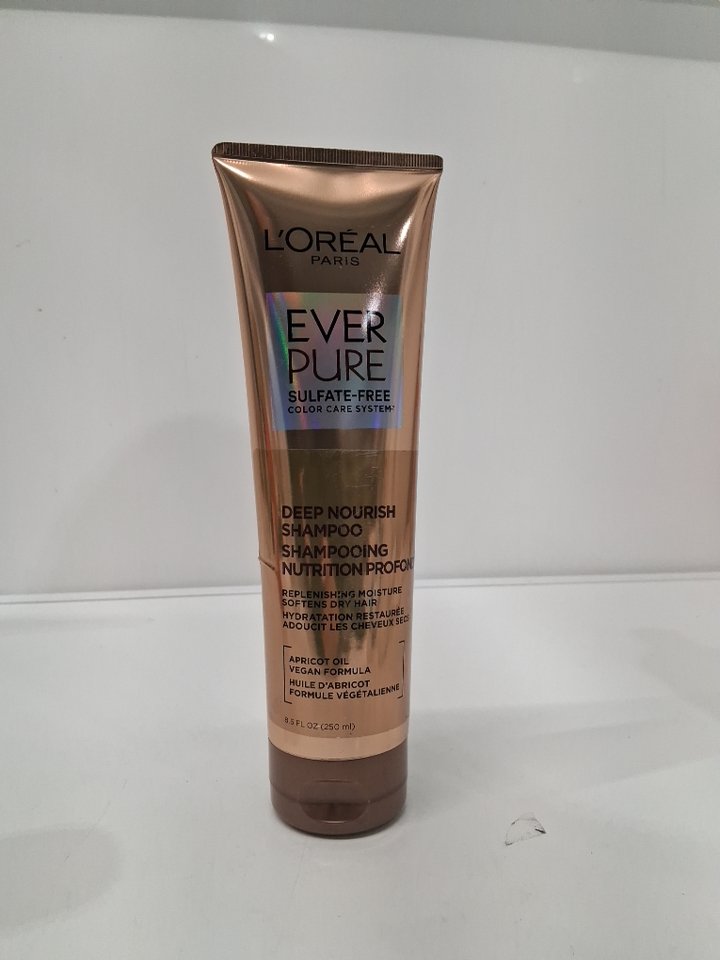 L'ORÉAL
PARIS
EVER
PURE
SULFATE-FREE
COLOR CARE SYSTEM
DEEP NOURISH
SHAMPOO
SHAMPOOING
NUTRITION
REPLENISHING MOISTURE
SOFTENS DRY HAIR
HYDRATATION RESTAURÉE
ADOUCIT LES CHEVEUX SECS
APRICOT OIL
VEGAN FORMULA
HUILE D'ABRICOT
FORMULE VÉGÉTALIENNE
8.5 FL OZ (250 ml)